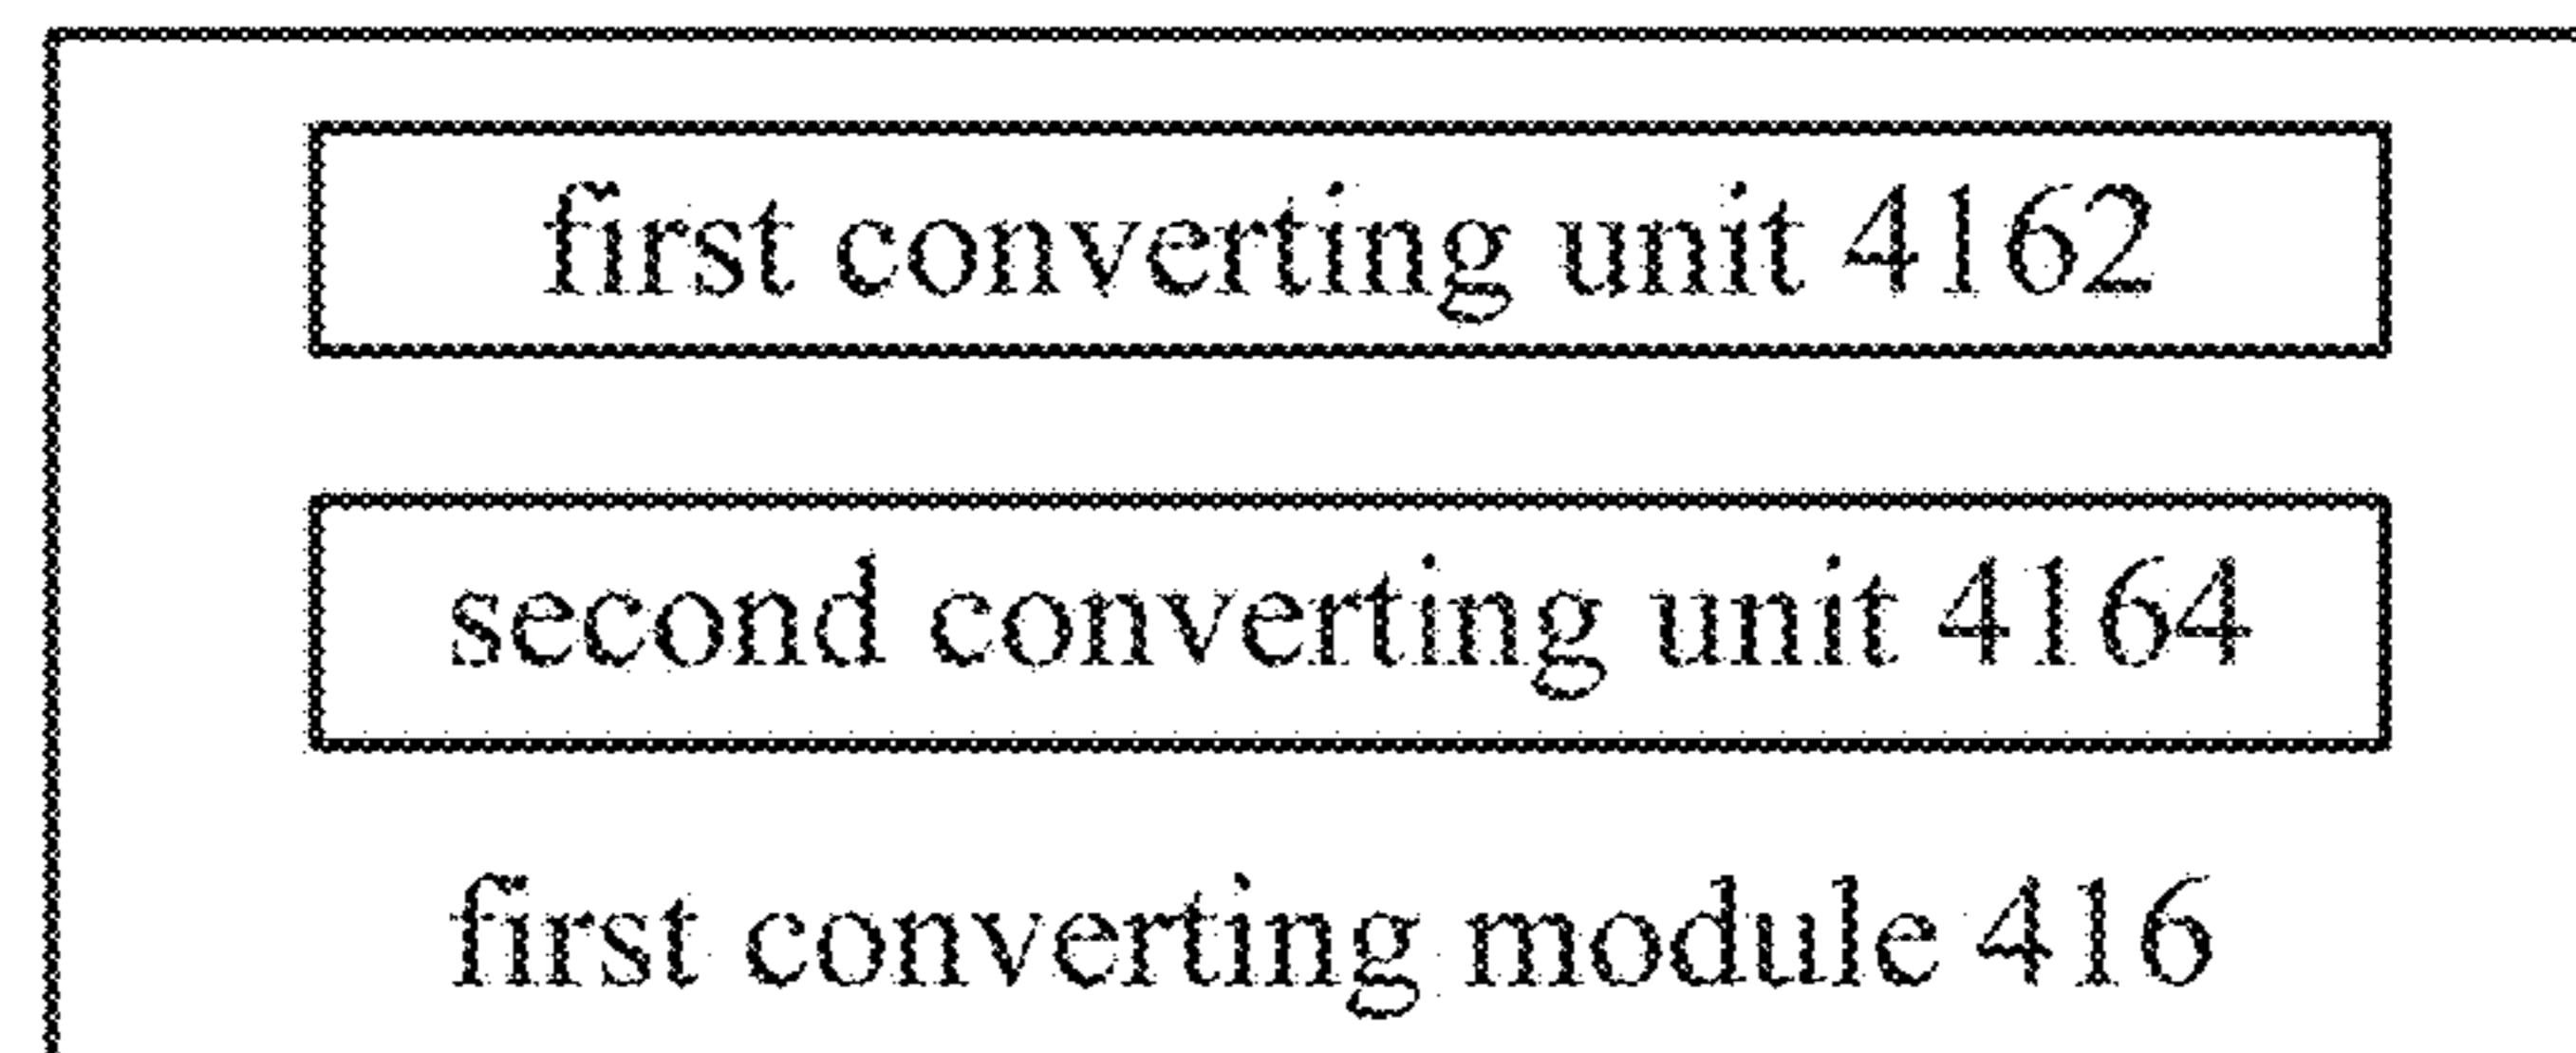 first converting unit 4162
second converting unit 4164
first converting module 416